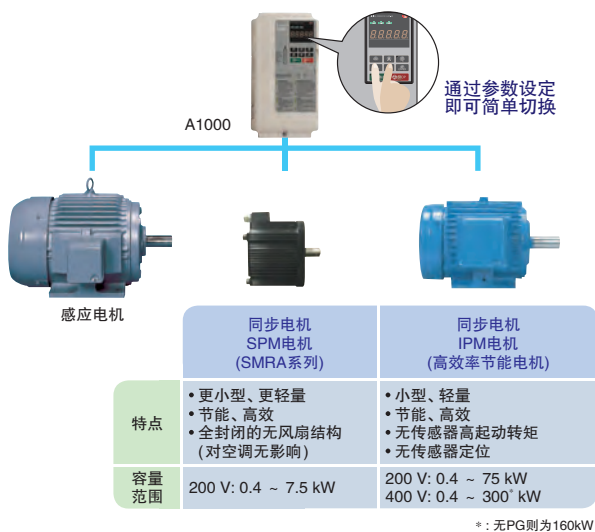 通过参数设定
即可简单切换
A1000
感应电机
同步电机
SPM电机
(SMRA系列)
同步电机
IPM电机
(高效率节能电机)
特点
• 更小型、更轻量
• 节能、高效
• 全封闭的无风扇结构
(对空调无影响)
• 小型、轻量
• 节能、高效
• 无传感器高起动转矩
• 无传感器定位
容量
范围
200 V: 0.4 ~ 7.5 kW
200 V: 0.4 ~ 75 kW
400 V: 0.4 ~ 300* kW
* : 无PG则为160kW